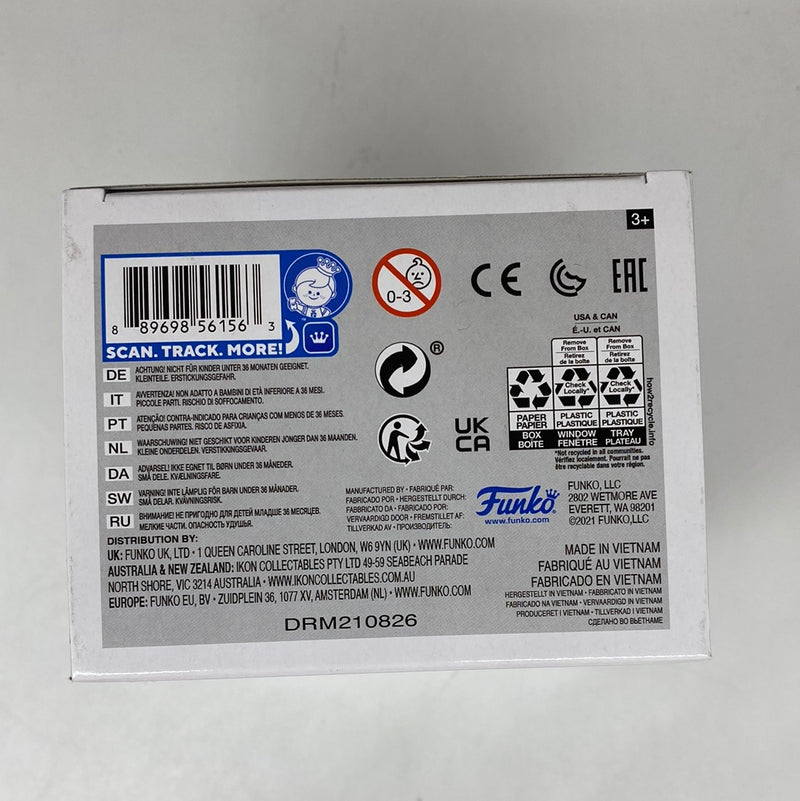 3+
8 89698 56156 3
SCAN. TRACK. MORE!
0-3
CE
EAC
®
UK
CA
USA & CAN
É.-U. et CAN
Remove
From Box
Retirez
de la boîte
Remove
From Box
Retirez
de la boîte
Check
Locally*
Check
Locally*
PAPER
PAPIER
BOX
BOÎTE
PLASTIC
PLASTIQUE
WINDOW
FENÊTRE
PLASTIC
PLASTIQUE
TRAY
PLATEAU
how2recycle.info
*Not recycled in all communities.
Vérifiez localement. Pourrait ne pas
être recyclable dans votre région.
DE ACHTUNG! NICHT FÜR KINDER UNTER 36 MONATEN GEEIGNET.
KLEINTEILE. ERSTICKUNGSGEFAHR.
IT AVVERTENZA! NON ADATTO A BAMBINI DI ETÀ INFERIORE A 36 MESI.
PICCOLE PARTI. RISCHIO DI SOFFOCAMENTO.
PT ATENÇÃO! CONTRA-INDICADO PARA CRIANÇAS COM MENOS DE 36 MESES.
PEQUENAS PARTES. RISCO DE ASFIXIA.
NL WAARSCHUWING! NIET GESCHIKT VOOR KINDEREN JONGER DAN 36 MAANDEN.
KLEINE ONDERDELEN. VERSTIKKINGSGEVAAR.
DA ADVARSEL! IKKE EGNET TIL BØRN UNDER 36 MÅNEDER.
SMÅ DELE. KVÆLNINGSFARE.
SW VARNING! INTE LÄMPLIG FÖR BARN UNDER 36 MÅNADER.
SMÅ DELAR. KVÄVNINGSRISK.
RU ВНИМАНИЕ! НЕ ПРИГОДНО ДЛЯ ДЕТЕЙ МЛАДШЕ 36 МЕСЯЦЕВ.
МЕЛКИЕ ЧАСТИ. ОПАСНОСТЬ УДУШЬЯ.
MANUFACTURED BY • FABRIQUÉ PAR:
FABRICADO POR • HERGESTELLT DURCH:
FABBRICATO DA • FABRICADO POR:
VERVAARDIGD DOOR • FREMSTILLET AF:
TILLVERKAD AV • ПРОИЗВОДИТЕЛЬ:
Funko
www.funko.com
FUNKO, LLC
2802 WETMORE AVE
EVERETT, WA 98201
©2021 FUNKO,LLC
DISTRIBUTION BY:
UK: FUNKO UK, LTD • 1 QUEEN CAROLINE STREET, LONDON, W6 9YN (UK) • WWW.FUNKO.COM
AUSTRALIA & NEW ZEALAND: IKON COLLECTABLES PTY LTD 49-59 SEABEACH PARADE
NORTH SHORE, VIC 3214 AUSTRALIA • WWW.IKONCOLLECTABLES.COM.AU
EUROPE: FUNKO EU, BV • ZUIDPLEIN 36, 1077 XV, AMSTERDAM (NL) • WWW.FUNKO.COM
MADE IN VIETNAM
FABRIQUÉ AU VIETNAM
FABRICADO EN VIETNAM
HERGESTELLT IN VIETNAM • FABBRICATO IN VIETNAM
FABRICADO NA VIETNAM • VERVAARDIGD IN VIETNAM
PRODUCERET I VIETNAM • TILLVERKAD I VIETNAM
СДЕЛАНО ВО ВЬЕТНАМЕ
DRM210826